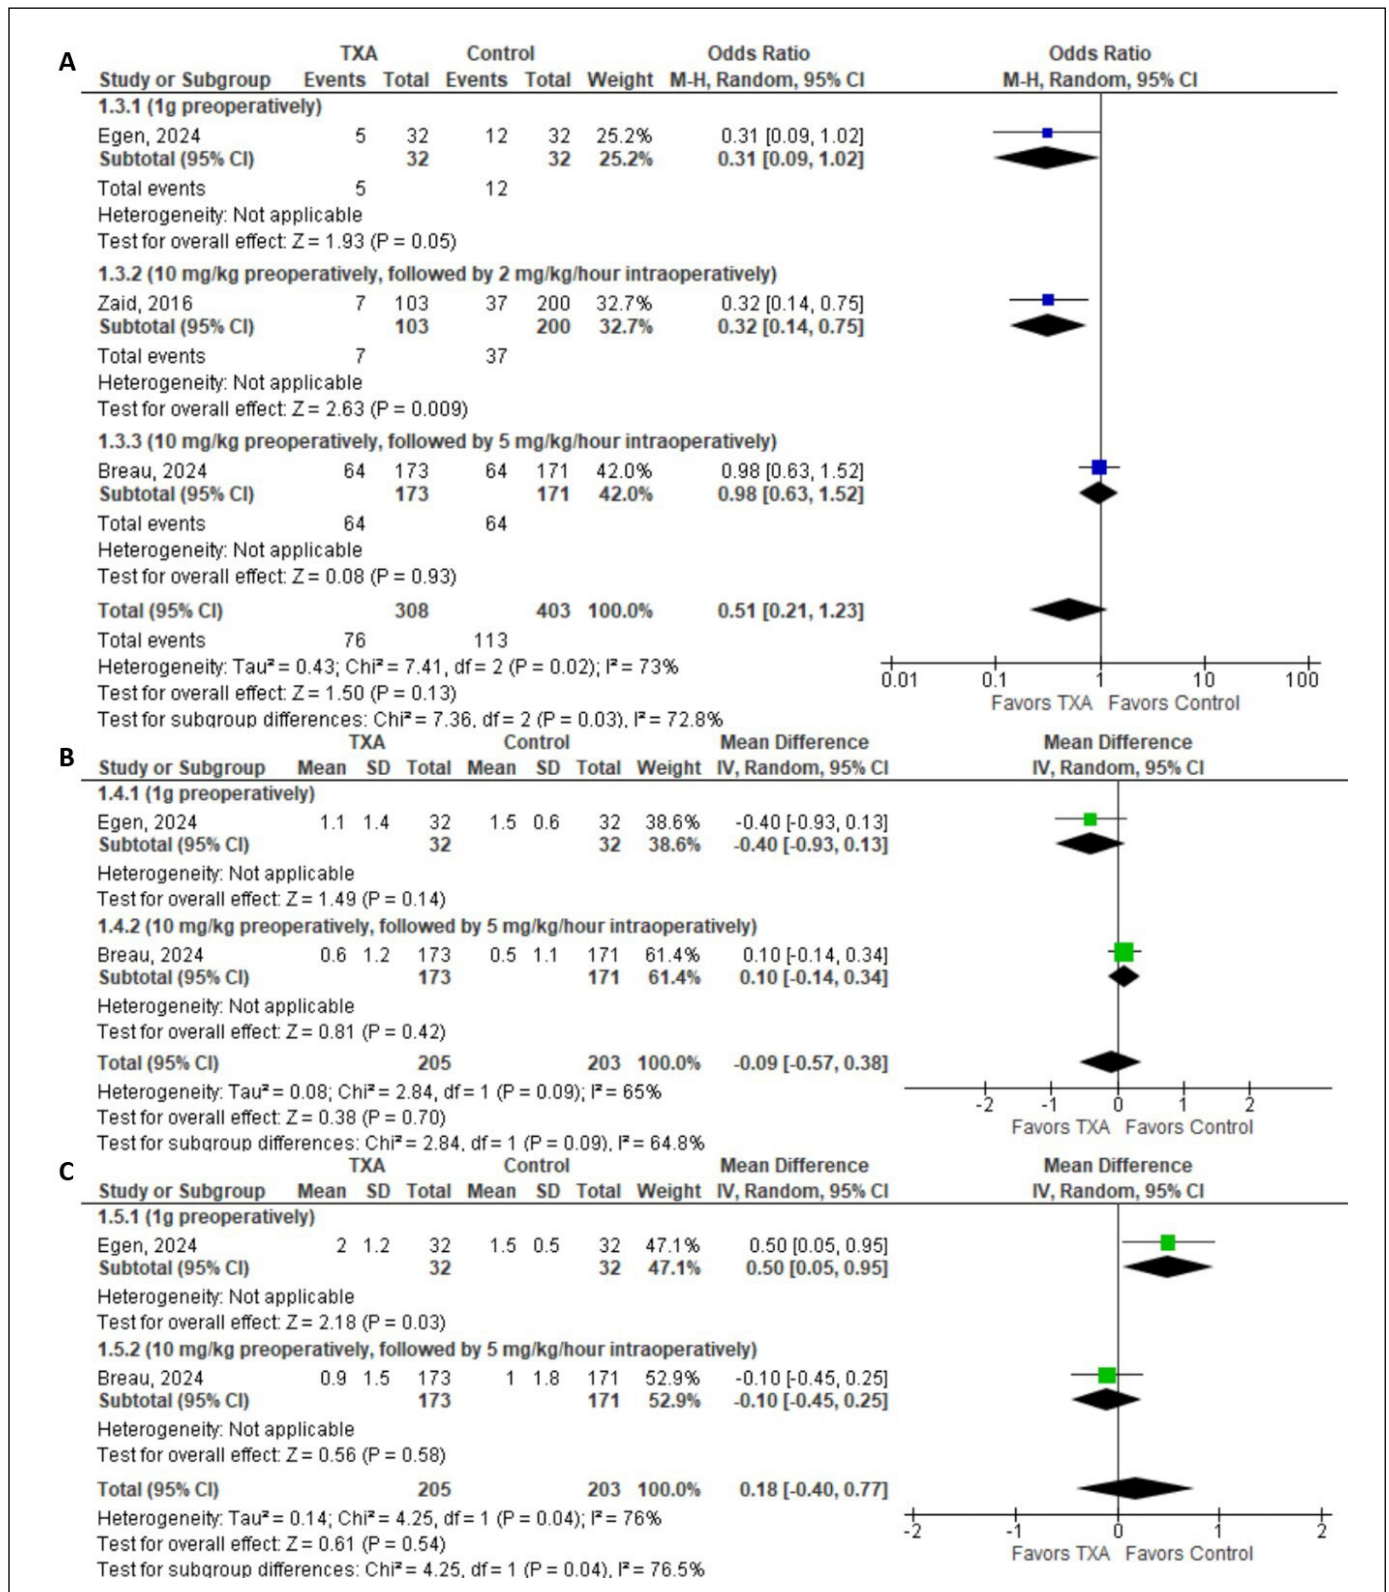 A
TXA Control Odds Ratio Odds Ratio
Study or Subgroup Events Total Events Total Weight M-H, Random, 95% CI M-H, Random, 95% CI
1.3.1 (1g preoperatively)
Egen, 2024 5 32 12 32 25.2% 0.31 [0.09, 1.02]
Subtotal (95% CI) 32 32 25.2% 0.31 [0.09, 1.02]
Total events 5 12
Heterogeneity: Not applicable
Test for overall effect: Z = 1.93 (P = 0.05)
1.3.2 (10 mg/kg preoperatively, followed by 2 mg/kg/hour intraoperatively)
Zaid, 2016 7 103 37 200 32.7% 0.32 [0.14, 0.75]
Subtotal (95% CI) 103 200 32.7% 0.32 [0.14, 0.75]
Total events 7 37
Heterogeneity: Not applicable
Test for overall effect: Z = 2.63 (P = 0.009)
1.3.3 (10 mg/kg preoperatively, followed by 5 mg/kg/hour intraoperatively)
Breau, 2024 64 173 64 171 42.0% 0.98 [0.63, 1.52]
Subtotal (95% CI) 173 171 42.0% 0.98 [0.63, 1.52]
Total events 64 64
Heterogeneity: Not applicable
Test for overall effect: Z = 0.08 (P = 0.93)
Total (95% CI) 308 403 100.0% 0.51 [0.21, 1.23]
Total events 76 113
Heterogeneity: Tau² = 0.43; Chi² = 7.41, df = 2 (P = 0.02); I² = 73%
Test for overall effect: Z = 1.50 (P = 0.13)
Test for subgroup differences: Chi² = 7.36, df = 2 (P = 0.03), I² = 72.8%
0.01 0.1 1 10 100
Favors TXA Favors Control
B
TXA Control Mean Difference Mean Difference
Study or Subgroup Mean SD Total Mean SD Total Weight IV, Random, 95% CI IV, Random, 95% CI
1.4.1 (1g preoperatively)
Egen, 2024 1.1 1.4 32 1.5 0.6 32 38.6% -0.40 [-0.93, 0.13]
Subtotal (95% CI) 32 32 38.6% -0.40 [-0.93, 0.13]
Heterogeneity: Not applicable
Test for overall effect: Z = 1.49 (P = 0.14)
1.4.2 (10 mg/kg preoperatively, followed by 5 mg/kg/hour intraoperatively)
Breau, 2024 0.6 1.2 173 0.5 1.1 171 61.4% 0.10 [-0.14, 0.34]
Subtotal (95% CI) 173 171 61.4% 0.10 [-0.14, 0.34]
Heterogeneity: Not applicable
Test for overall effect: Z = 0.81 (P = 0.42)
Total (95% CI) 205 203 100.0% -0.09 [-0.57, 0.38]
Heterogeneity: Tau² = 0.08; Chi² = 2.84, df = 1 (P = 0.09); I² = 65%
Test for overall effect: Z = 0.38 (P = 0.70)
Test for subgroup differences: Chi² = 2.84, df = 1 (P = 0.09), I² = 64.8%
-2 -1 0 1 2
Favors TXA Favors Control
C
TXA Control Mean Difference Mean Difference
Study or Subgroup Mean SD Total Mean SD Total Weight IV, Random, 95% CI IV, Random, 95% CI
1.5.1 (1g preoperatively)
Egen, 2024 2 1.2 32 1.5 0.5 32 47.1% 0.50 [0.05, 0.95]
Subtotal (95% CI) 32 32 47.1% 0.50 [0.05, 0.95]
Heterogeneity: Not applicable
Test for overall effect: Z = 2.18 (P = 0.03)
1.5.2 (10 mg/kg preoperatively, followed by 5 mg/kg/hour intraoperatively)
Breau, 2024 0.9 1.5 173 1 1.8 171 52.9% -0.10 [-0.45, 0.25]
Subtotal (95% CI) 173 171 52.9% -0.10 [-0.45, 0.25]
Heterogeneity: Not applicable
Test for overall effect: Z = 0.56 (P = 0.58)
Total (95% CI) 205 203 100.0% 0.18 [-0.40, 0.77]
Heterogeneity: Tau² = 0.14; Chi² = 4.25, df = 1 (P = 0.04); I² = 76%
Test for overall effect: Z = 0.61 (P = 0.54)
Test for subgroup differences: Chi² = 4.25, df = 1 (P = 0.04), I² = 76.5%
-2 -1 0 1 2
Favors TXA Favors Control